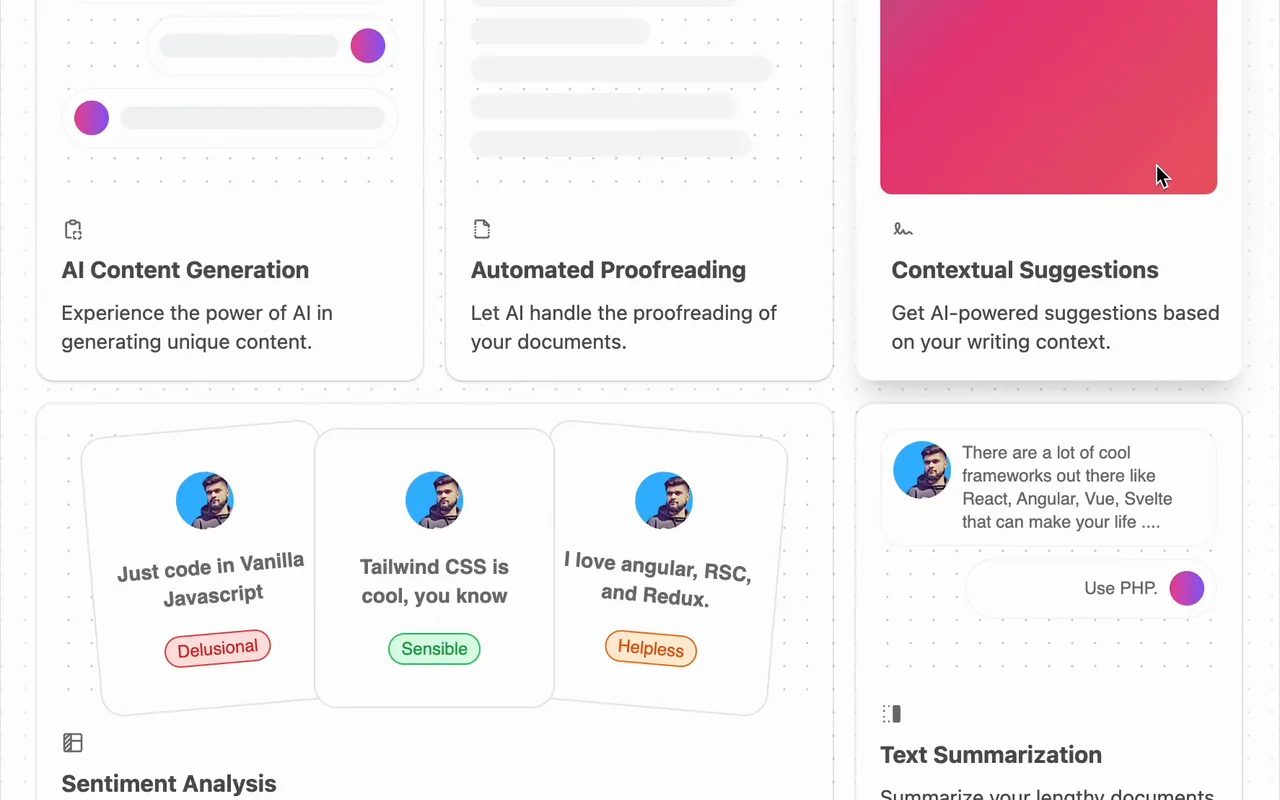 AI Content Generation
Experience the power of AI in
generating unique content.
Automated Proofreading
Let AI handle the proofreading of
your documents.
Contextual Suggestions
Get AI-powered suggestions based
on your writing context.
Just code in Vanilla
Javascript
Delusional
Tailwind CSS is
cool, you know
Sensible
I love angular, RSC,
and Redux.
Helpless
Sentiment Analysis
There are a lot of cool
frameworks out there like
React, Angular, Vue, Svelte
that can make your life ....
Use PHP.
Text Summarization
Summarize your lengthy documents